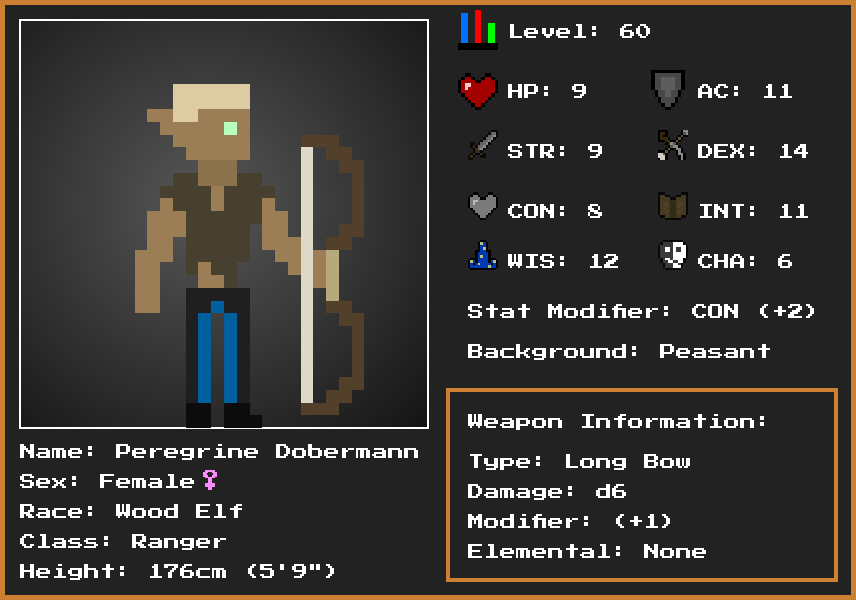 Level: 60
HP: 9
AC: 11
STR: 9
DEX: 14
CON: 8
INT: 11
WIS: 12
CHA: 6
Stat Modifier: CON (+2)
Background: Peasant
Weapon Information:
Type: Long Bow
Damage: d6
Modifier: (+1)
Elemental: None
Name: Peregrine Dobermann
Sex: Female♀
Race: Wood Elf
Class: Ranger
Height: 176cm (5'9")